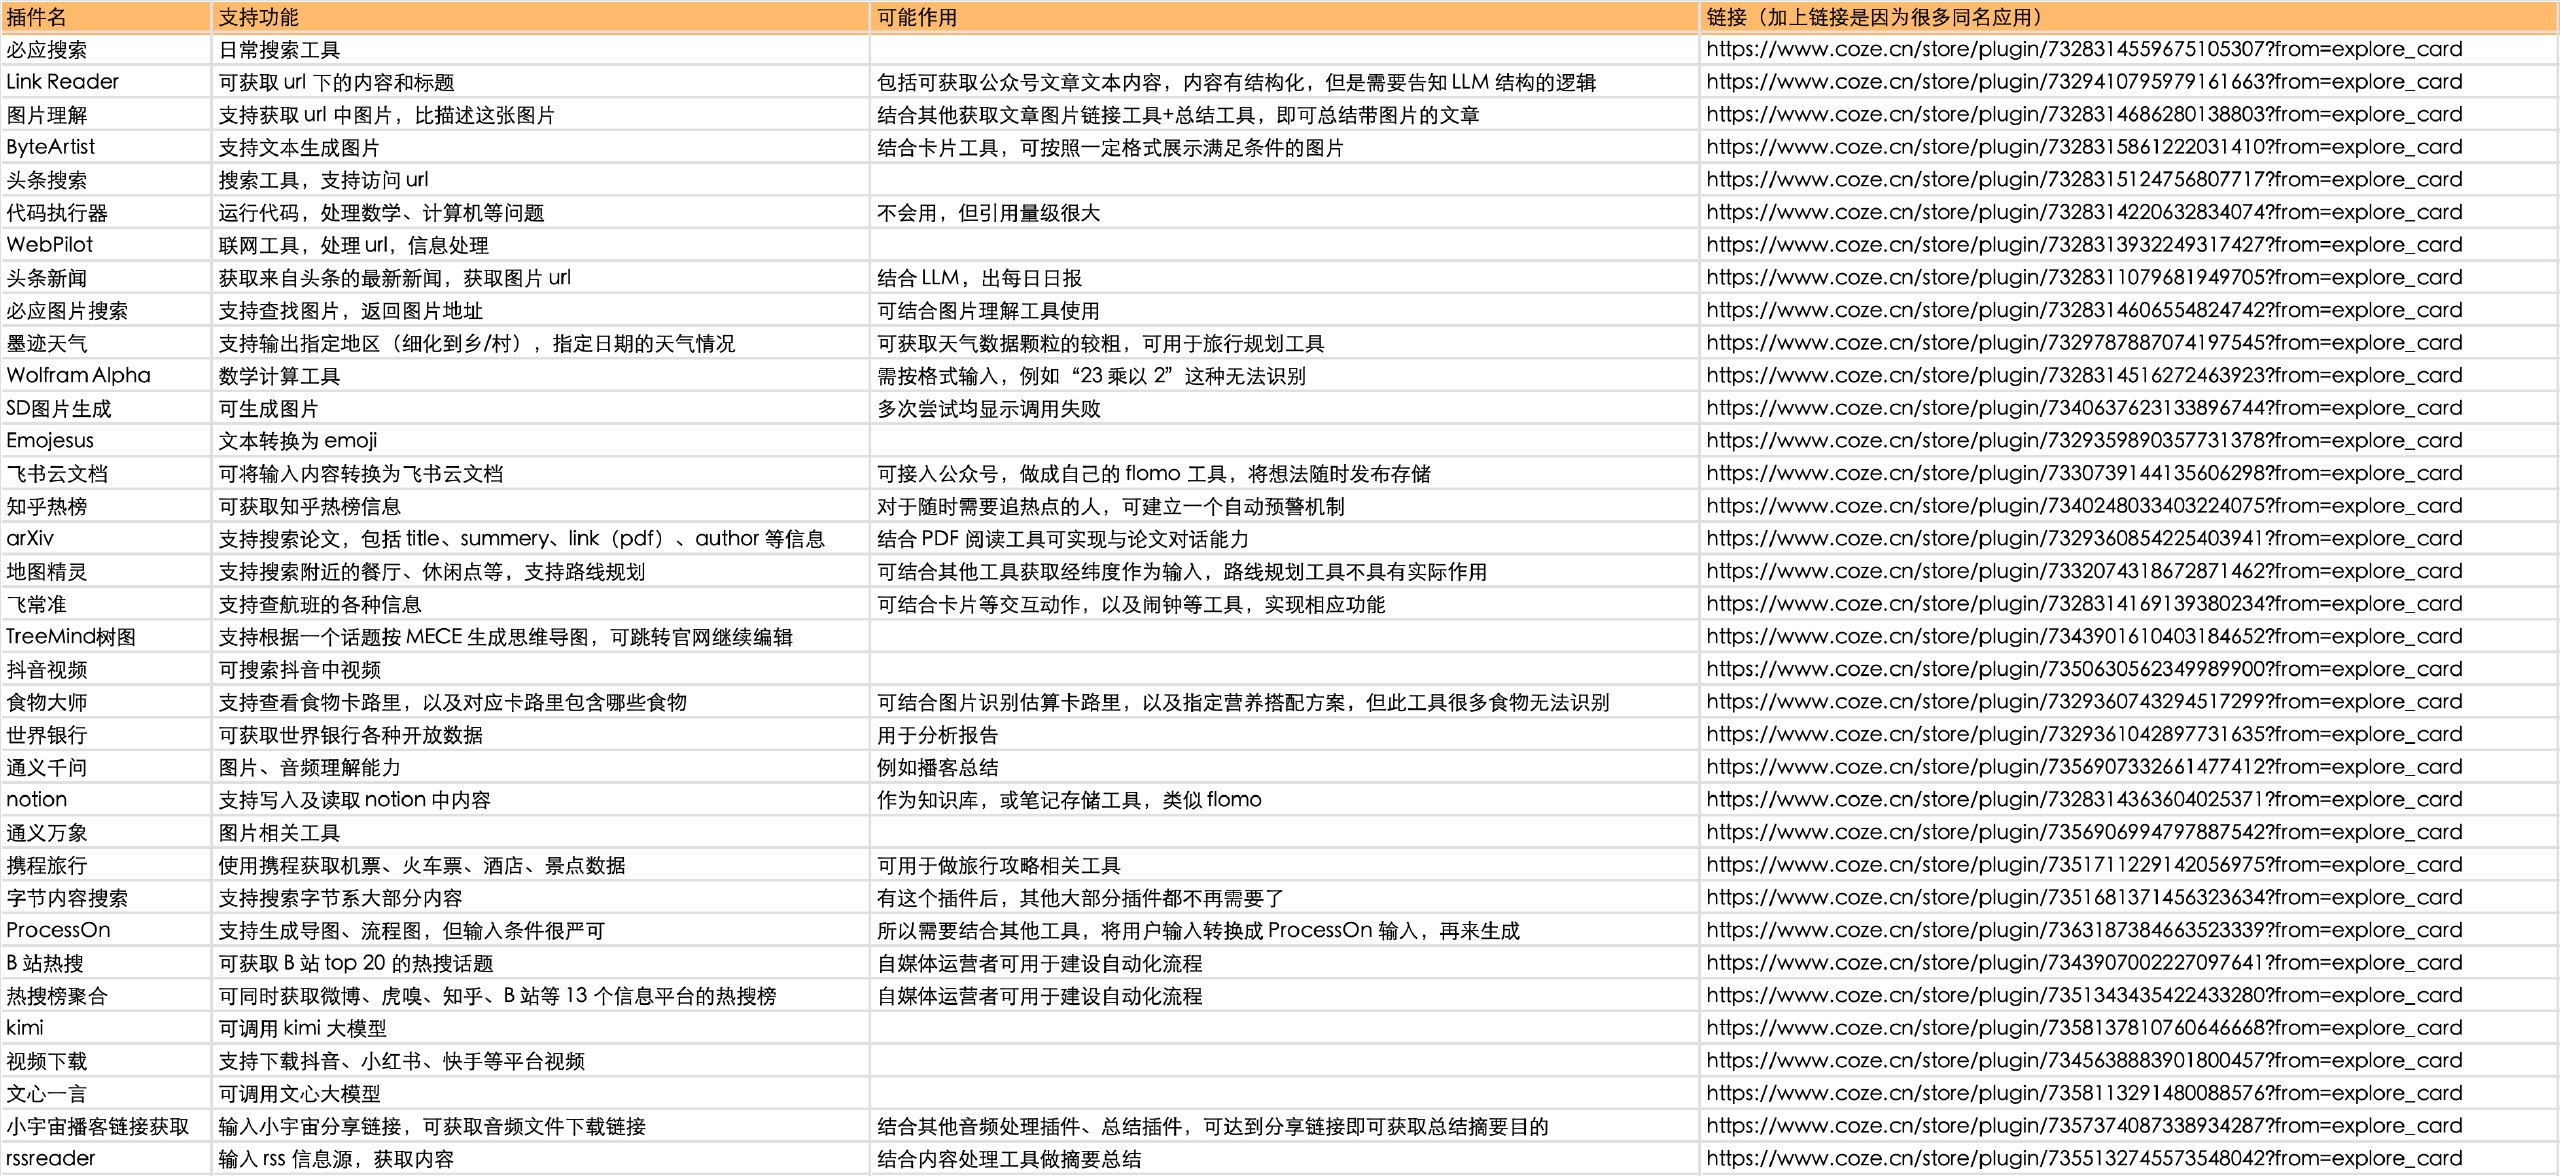 插件名 支持功能 可能作用 链接（加上链接是因为很多同名应用）
必应搜索 日常搜索工具 https://www.coze.cn/store/plugin/7328314559675105307?from=explore_card
Link Reader 可获取 url 下的内容和标题 包括可获取公众号文章文本内容，内容有结构化，但是需要告知 LLM 结构的逻辑 https://www.coze.cn/store/plugin/7329410795979161663?from=explore_card
图片理解 支持获取 url 中图片，比描述这张图片 结合其他获取文章图片链接工具+总结工具，即可总结带图片的文章 https://www.coze.cn/store/plugin/7328314686280138803?from=explore_card
ByteArtist 支持文本生成图片 结合卡片工具，可按照一定格式展示满足条件的图片 https://www.coze.cn/store/plugin/7328315861222031410?from=explore_card
头条搜索 搜索工具，支持访问 url https://www.coze.cn/store/plugin/7328315124756807717?from=explore_card
代码执行器 运行代码，处理数学、计算机等问题 不会用，但引用量级很大 https://www.coze.cn/store/plugin/7328314220632834074?from=explore_card
WebPilot 联网工具，处理 url，信息处理 https://www.coze.cn/store/plugin/7328313932249317427?from=explore_card
头条新闻 获取来自头条的最新新闻，获取图片 url 结合 LLM，出每日日报 https://www.coze.cn/store/plugin/7328311079681949705?from=explore_card
必应图片搜索 支持查找图片，返回图片地址 可结合图片理解工具使用 https://www.coze.cn/store/plugin/7328314606554824742?from=explore_card
墨迹天气 支持输出指定地区（细化到乡/村），指定日期的天气情况 可获取天气数据颗粒的较粗，可用于旅行规划工具 https://www.coze.cn/store/plugin/7329787887074197545?from=explore_card
Wolfram Alpha 数学计算工具 需按格式输入，例如“23 乘以 2”这种无法识别 https://www.coze.cn/store/plugin/7328314516272463923?from=explore_card
SD图片生成 可生成图片 多次尝试均显示调用失败 https://www.coze.cn/store/plugin/7340637623133896744?from=explore_card
Emojesus 文本转换为 emoji https://www.coze.cn/store/plugin/7329359890357731378?from=explore_card
飞书云文档 可将输入内容转换为飞书云文档 可接入公众号，做成自己的 flomo 工具，将想法随时发布存储 https://www.coze.cn/store/plugin/7330739144135606298?from=explore_card
知乎热榜 可获取知乎热榜信息 对于随时需要追热点的人，可建立一个自动预警机制 https://www.coze.cn/store/plugin/7340248033403224075?from=explore_card
arXiv 支持搜索论文，包括 title、summery、link（pdf）、author 等信息 结合 PDF 阅读工具可实现与论文对话能力 https://www.coze.cn/store/plugin/7329360854225403941?from=explore_card
地图精灵 支持搜索附近的餐厅、休闲点等，支持路线规划 可结合其他工具获取经纬度作为输入，路线规划工具不具有实际作用 https://www.coze.cn/store/plugin/7332074318672871462?from=explore_card
飞常准 支持查航班的各种信息 可结合卡片等交互动作，以及闹钟等工具，实现相应功能 https://www.coze.cn/store/plugin/7328314169139380234?from=explore_card
TreeMind树图 支持根据一个话题按 MECE 生成思维导图，可跳转官网继续编辑 https://www.coze.cn/store/plugin/7343901610403184652?from=explore_card
抖音视频 可搜索抖音中视频 https://www.coze.cn/store/plugin/7350630562349989900?from=explore_card
食物大师 支持查看食物卡路里，以及对应卡路里包含哪些食物 可结合图片识别估算卡路里，以及指定营养搭配方案，但此工具很多食物无法识别 https://www.coze.cn/store/plugin/7329360743294517299?from=explore_card
世界银行 可获取世界银行各种开放数据 用于分析报告 https://www.coze.cn/store/plugin/7329361042897731635?from=explore_card
通义千问 图片、音频理解能力 例如播客总结 https://www.coze.cn/store/plugin/7356907332661477412?from=explore_card
notion 支持写入及读取 notion 中内容 作为知识库，或笔记存储工具，类似 flomo https://www.coze.cn/store/plugin/7328314363604025371?from=explore_card
通义万象 图片相关工具 https://www.coze.cn/store/plugin/7356906994797887542?from=explore_card
携程旅行 使用携程获取机票、火车票、酒店、景点数据 可用于做旅行攻略相关工具 https://www.coze.cn/store/plugin/7351711229142056975?from=explore_card
字节内容搜索 支持搜索字节系大部分内容 有这个插件后，其他大部分插件都不再需要了 https://www.coze.cn/store/plugin/7351681371456323634?from=explore_card
ProcessOn 支持生成导图、流程图，但输入条件很严可 所以需要结合其他工具，将用户输入转换成 ProcessOn 输入，再来生成 https://www.coze.cn/store/plugin/7363187384663523339?from=explore_card
B 站热搜 可获取 B 站 top 20 的热搜话题 自媒体运营者可用于建设自动化流程 https://www.coze.cn/store/plugin/7343907002227097641?from=explore_card
热搜榜聚合 可同时获取微博、虎嗅、知乎、B 站等 13 个信息平台的热搜榜 自媒体运营者可用于建设自动化流程 https://www.coze.cn/store/plugin/7351343435422433280?from=explore_card
kimi 可调用 kimi 大模型 https://www.coze.cn/store/plugin/7358137810760646668?from=explore_card
视频下载 支持下载抖音、小红书、快手等平台视频 https://www.coze.cn/store/plugin/7345638883901800457?from=explore_card
文心一言 可调用文心大模型 https://www.coze.cn/store/plugin/7358113291480088576?from=explore_card
小宇宙播客链接获取 输入小宇宙分享链接，可获取音频文件下载链接 结合其他音频处理插件、总结插件，可达到分享链接即可获取总结摘要目的 https://www.coze.cn/store/plugin/7357374087338934287?from=explore_card
rssreader 输入 rss 信息源，获取内容 结合内容处理工具做摘要总结 https://www.coze.cn/store/plugin/7355132745573548042?from=explore_card